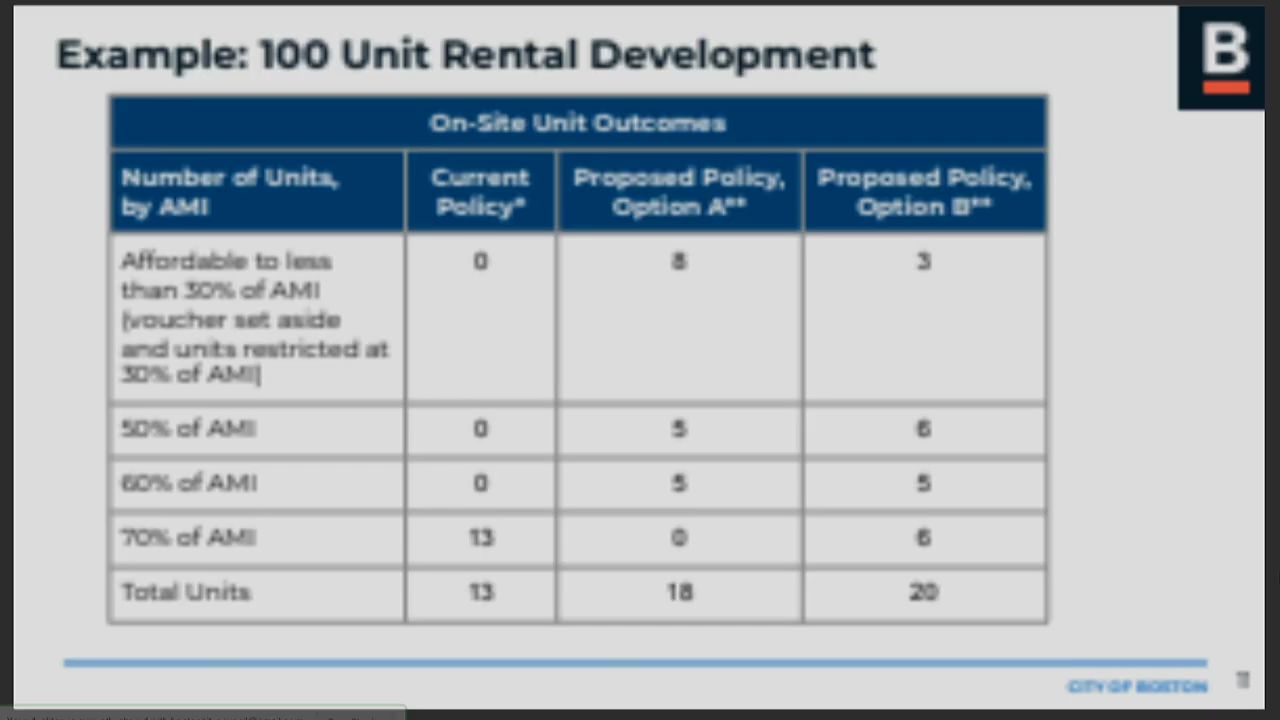 Example: 100 Unit Rental Development
B
On-Site Unit Outcomes
Number of Units,
by AMI
Current
Policy*
Proposed Policy,
Option A**
Proposed Policy,
Option B**
Affordable to less
than 30% of AMI
(voucher set aside
and units restricted at
30% of AMI)
0
8
3
50% of AMI
0
5
6
60% of AMI
0
5
5
70% of AMI
13
0
6
Total Units
13
18
20
CITY OF BOSTON